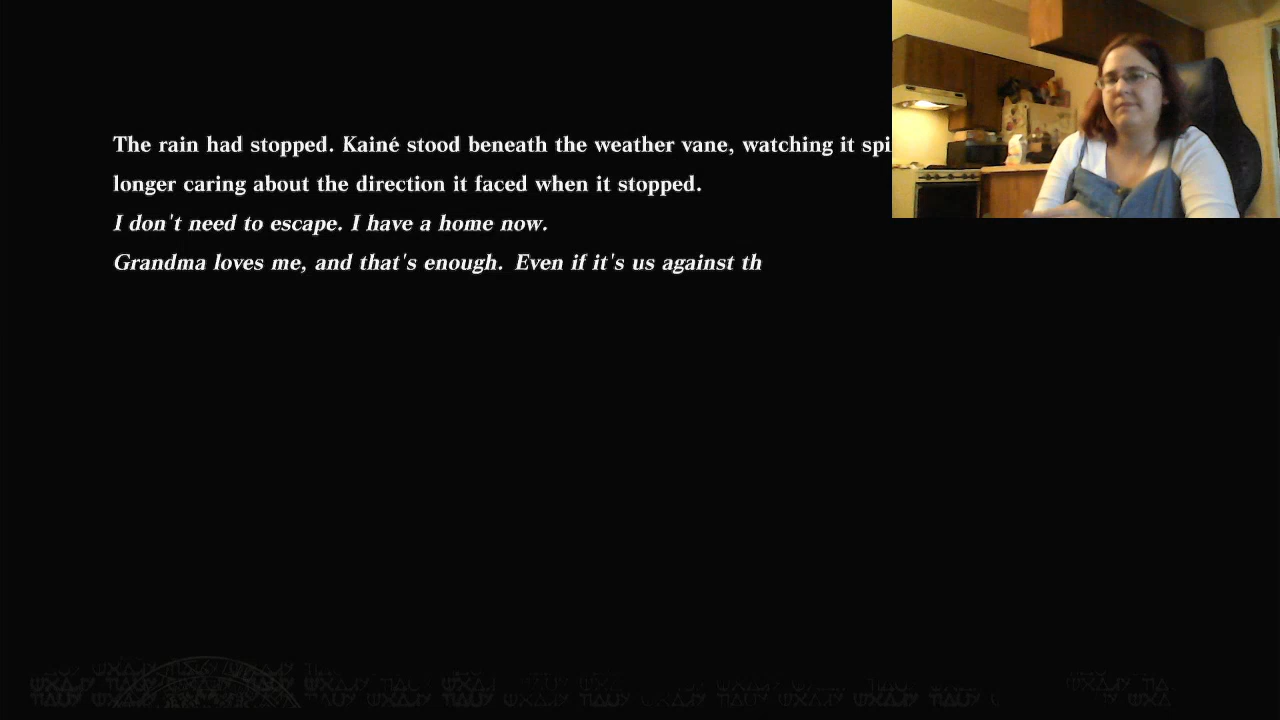 The rain had stopped. Kainé stood beneath the weather vane, watching it spi
longer caring about the direction it faced when it stopped.
I don't need to escape. I have a home now.
Grandma loves me, and that's enough. Even if it's us against th